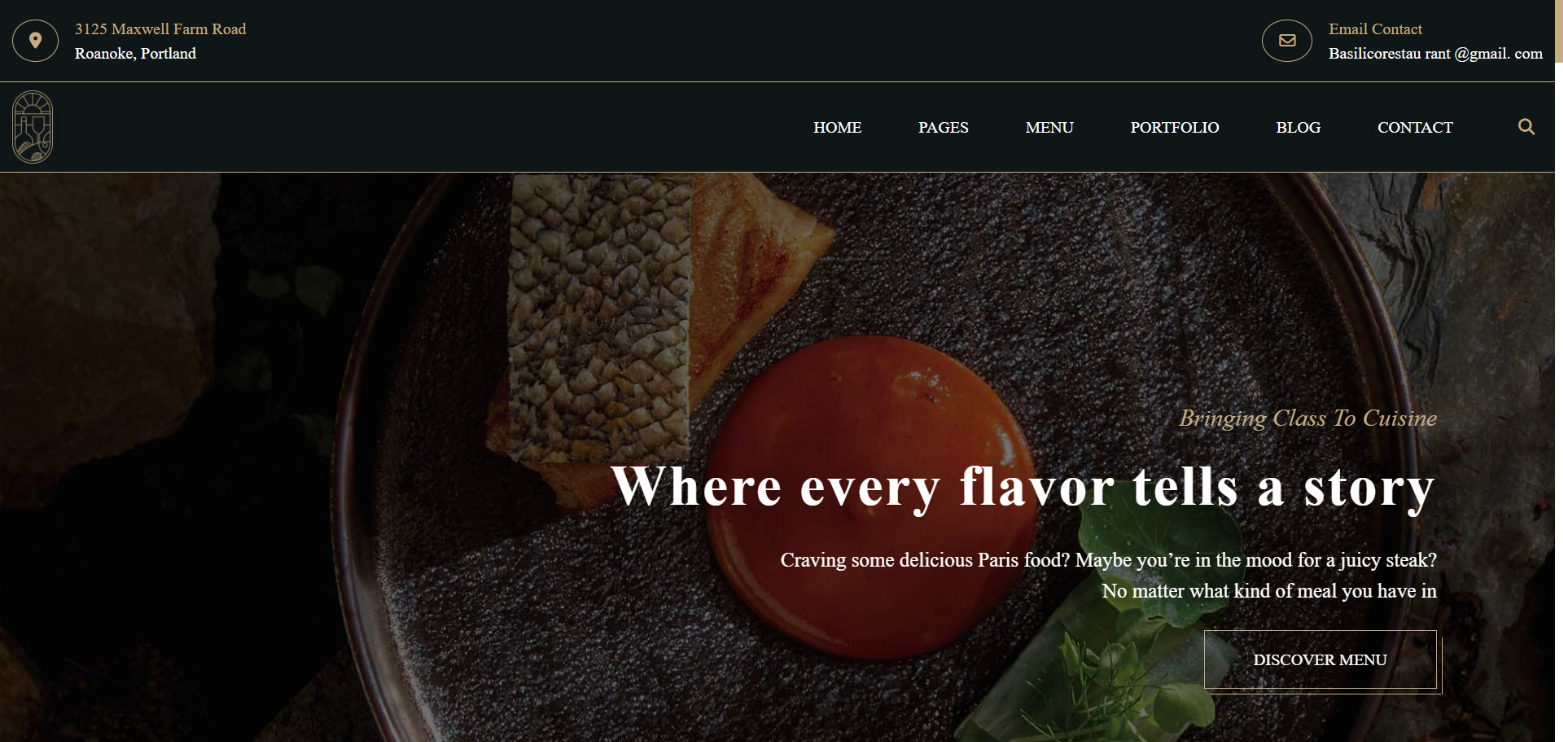 3125 Maxwell Farm Road
Roanoke, Portland
Email Contact
Basilicorestau rant @gmail. com
HOME PAGES MENU PORTFOLIO BLOG CONTACT
Bringing Class To Cuisine
Where every flavor tells a story
Craving some delicious Paris food? Maybe you’re in the mood for a juicy steak?
No matter what kind of meal you have in
DISCOVER MENU